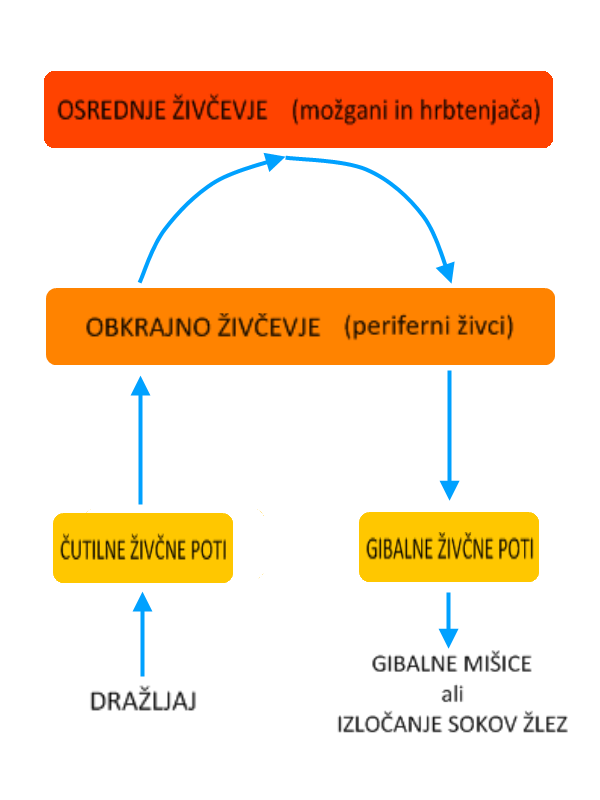 OSREDNJE ŽIVČEVJE (možgani in hrbtenjača)
OBKRAJNO ŽIVČEVJE (periferni živci)
ČUTILNE ŽIVČNE POTI
GIBALNE ŽIVČNE POTI
DRAŽLJAJ
GIBALNE MIŠICE
ali
IZLOČANJE SOKOV ŽLEZ